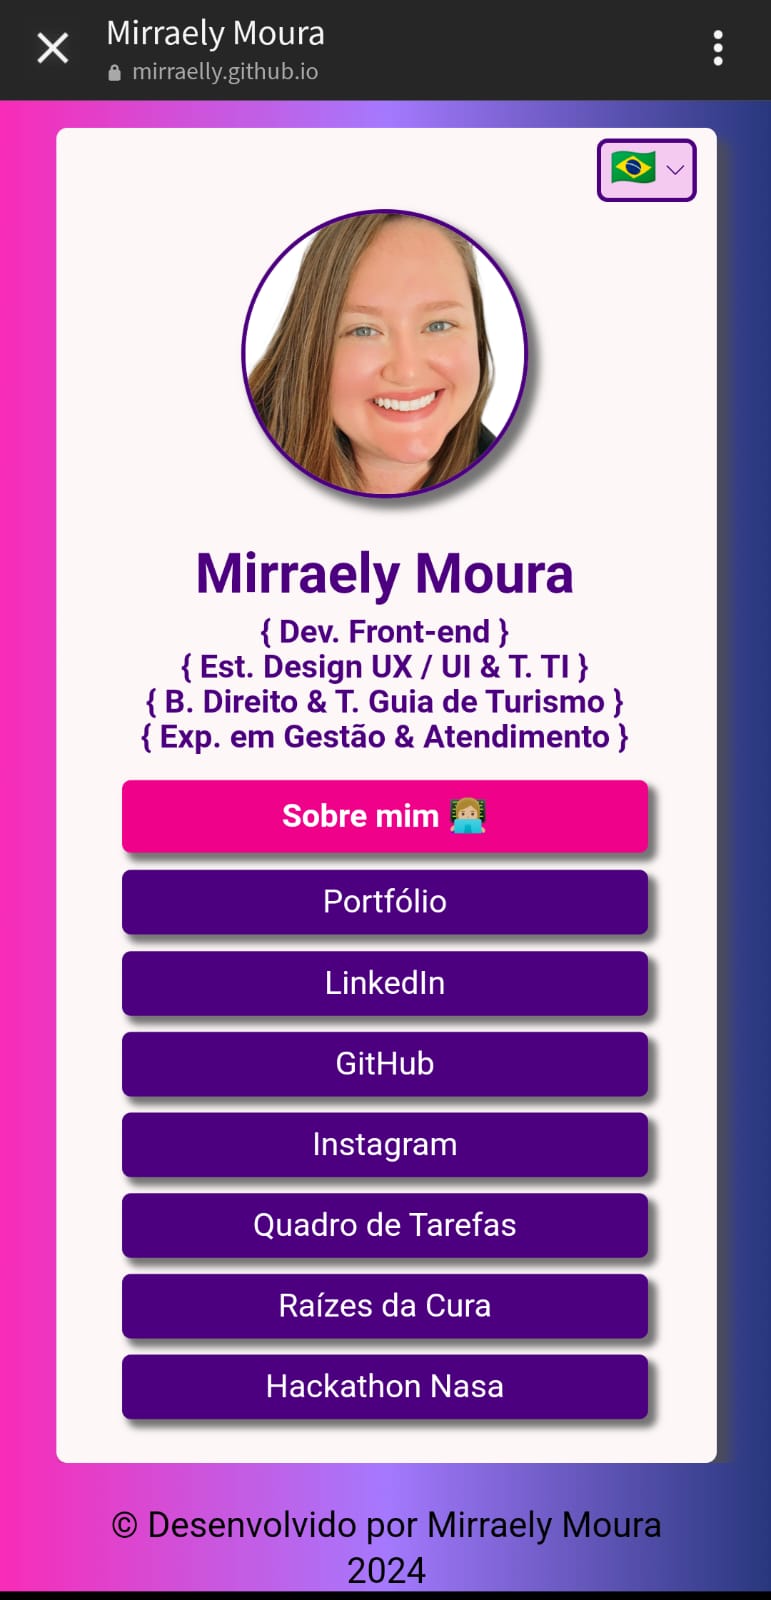 Mirraely Moura
mirraelly.github.io
Mirraely Moura
{ Dev. Front-end }
{ Est. Design UX / UI & T. TI }
{ B. Direito & T. Guia de Turismo }
{ Exp. em Gestão & Atendimento }
Sobre mim 👩🏼‍💻
Portfólio
LinkedIn
GitHub
Instagram
Quadro de Tarefas
Raízes da Cura
Hackathon Nasa
© Desenvolvido por Mirraely Moura
2024